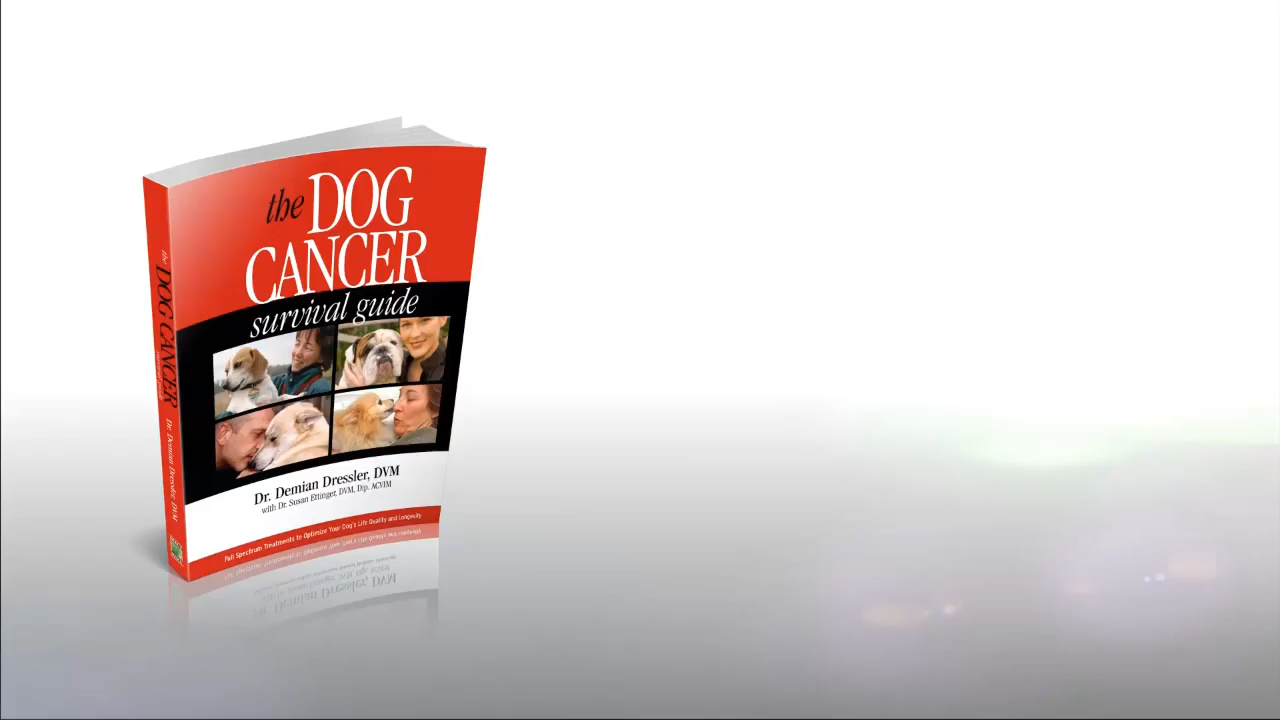 the DOG
CANCER
survival guide
Dr. Demian Dressler, DVM
with Dr. Susan Ettinger, DVM, Dip. ACVIM
Full Spectrum Treatments to Optimize Your Dog's Life Quality and Longevity
the DOG CANCER
Dr. Demian Dressler, DVM